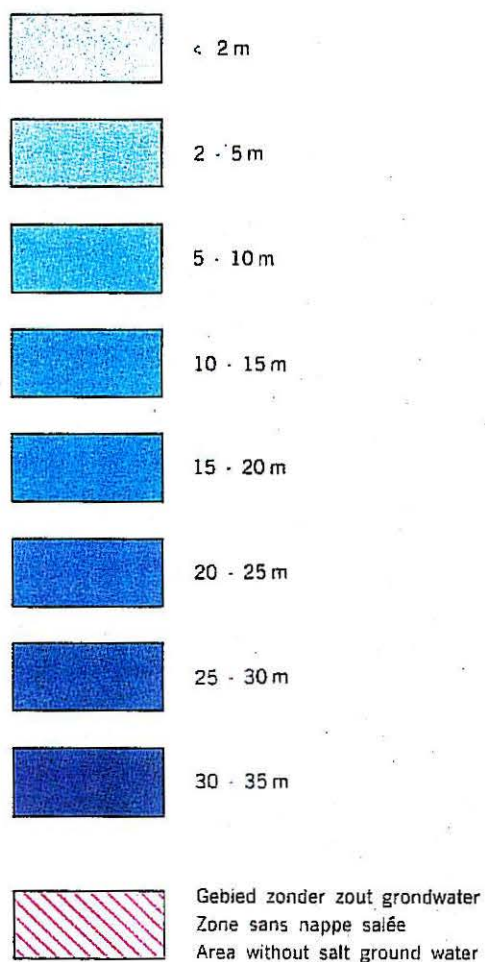 < 2 m
2 - 5 m
5 - 10 m
10 - 15 m
15 - 20 m
20 - 25 m
25 - 30 m
30 - 35 m
Gebied zonder zout grondwater
Zone sans nappe salée
Area without salt ground water